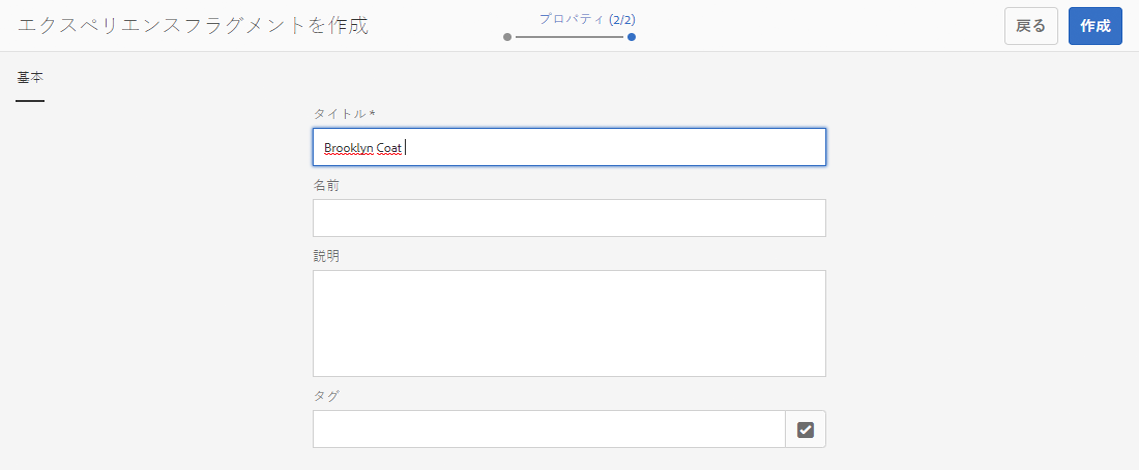 エクスペリエンスフラグメントを作成
プロパティ (2/2)
戻る
作成
基本
タイトル *
Brooklyn Coat
名前
説明
タグ